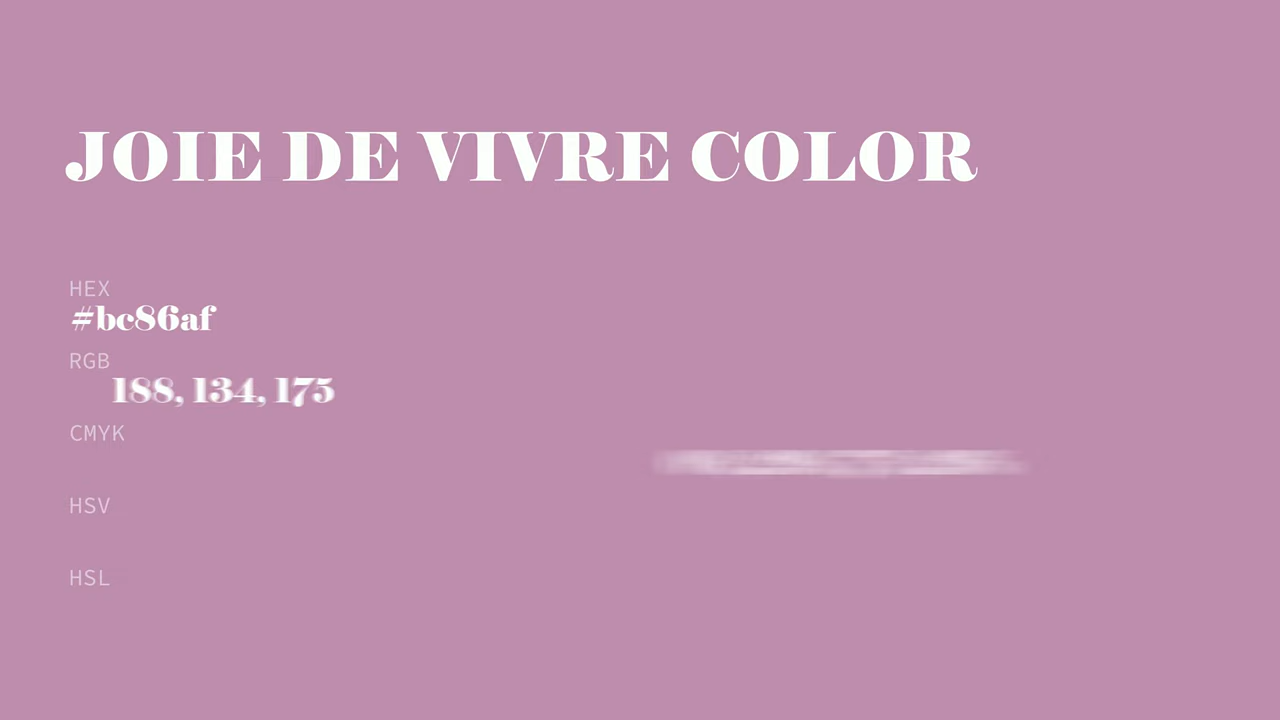 JOIE DE VIVRE COLOR
HEX
#bc86af
RGB
188, 134, 175
CMYK
HSV
HSL